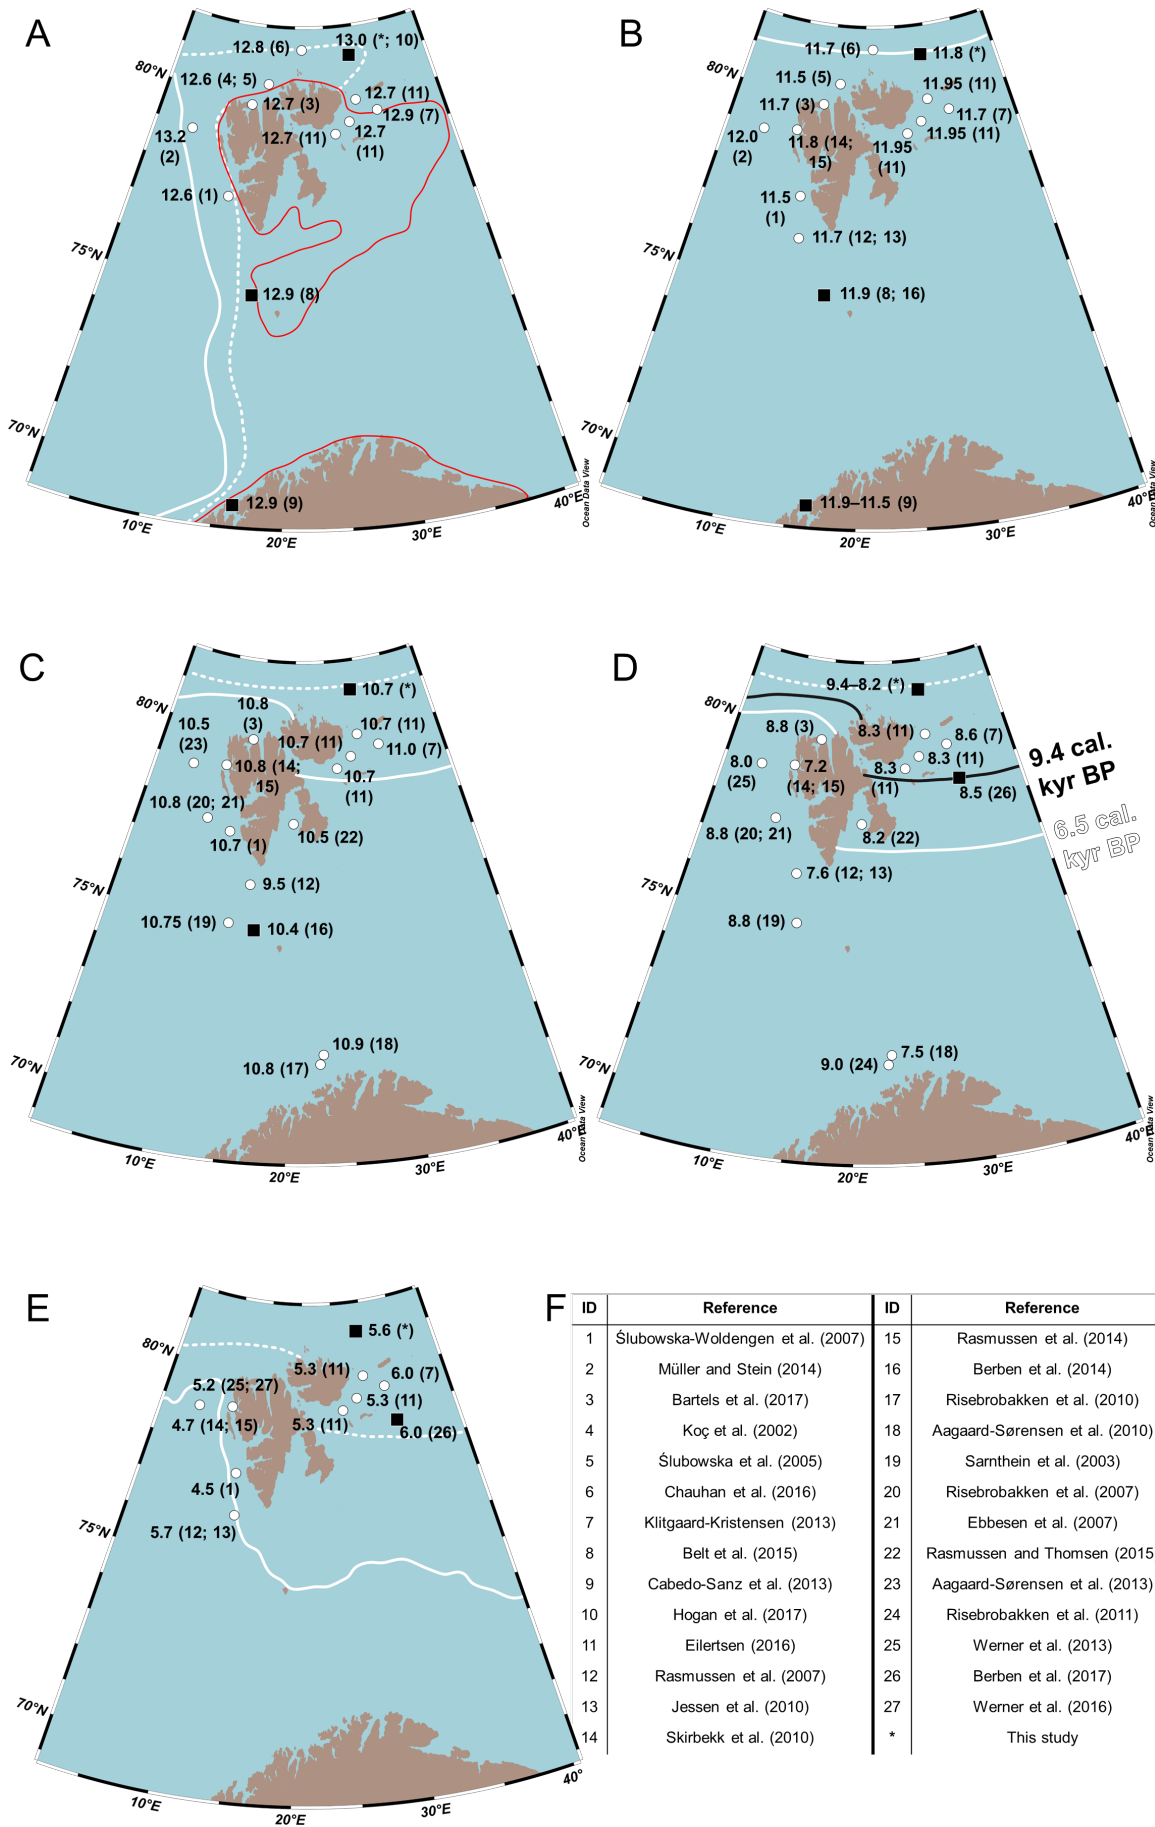 A
12.8 (6)
13.0 (*; 10)
80°N
12.6 (4; 5)
12.7 (3)
12.7 (11)
12.9 (7)
13.2
(2)
12.7 (11)
12.7
(11)
12.6 (1)
75°N
12.9 (8)
70°N
12.9 (9)
10°E
20°E
30°E
40°E
Ocean Data View
B
11.7 (6)
11.8 (*)
80°N
11.5 (5)
11.95 (11)
11.7 (3)
11.7 (7)
12.0
(2)
11.8 (14;
15)
11.95
(11)
11.95 (11)
11.5
(1)
11.7 (12; 13)
75°N
11.9 (8; 16)
70°N
11.9–11.5 (9)
10°E
20°E
30°E
40°E
Ocean Data View
C
10.7 (*)
80°N
10.8
(3)
10.5
(23)
10.7 (11)
10.7 (11)
11.0 (7)
10.8 (14;
15)
10.7
(11)
10.8 (20; 21)
10.7 (1)
10.5 (22)
9.5 (12)
75°N
10.75 (19)
10.4 (16)
10.9 (18)
10.8 (17)
70°N
10°E
20°E
30°E
40°E
Ocean Data View
D
9.4–8.2 (*)
80°N
8.8 (3)
8.3 (11)
8.6 (7)
8.0
(25)
7.2
(14; 15)
8.3
(11)
8.3 (11)
8.5 (26)
9.4 cal.
kyr BP
6.5 cal.
kyr BP
8.8 (20; 21)
8.2 (22)
7.6 (12; 13)
75°N
8.8 (19)
7.5 (18)
9.0 (24)
70°N
10°E
20°E
30°E
40°E
Ocean Data View
E
5.6 (*)
80°N
5.3 (11)
6.0 (7)
5.2 (25; 27)
5.3 (11)
4.7 (14; 15)
5.3 (11)
6.0 (26)
4.5 (1)
5.7 (12; 13)
75°N
70°N
10°E
20°E
30°E
40°
F
ID Reference ID Reference
1 Ślubowska-Woldengen et al. (2007) 15 Rasmussen et al. (2014)
2 Müller and Stein (2014) 16 Berben et al. (2014)
3 Bartels et al. (2017) 17 Risebrobakken et al. (2010)
4 Koç et al. (2002) 18 Aagaard-Sørensen et al. (2010)
5 Ślubowska et al. (2005) 19 Sarnthein et al. (2003)
6 Chauhan et al. (2016) 20 Risebrobakken et al. (2007)
7 Klitgaard-Kristensen (2013) 21 Ebbesen et al. (2007)
8 Belt et al. (2015) 22 Rasmussen and Thomsen (2015
9 Cabedo-Sanz et al. (2013) 23 Aagaard-Sørensen et al. (2013)
10 Hogan et al. (2017) 24 Risebrobakken et al. (2011)
11 Eilertsen (2016) 25 Werner et al. (2013)
12 Rasmussen et al. (2007) 26 Berben et al. (2017)
13 Jessen et al. (2010) 27 Werner et al. (2016)
14 Skirbekk et al. (2010) * This study